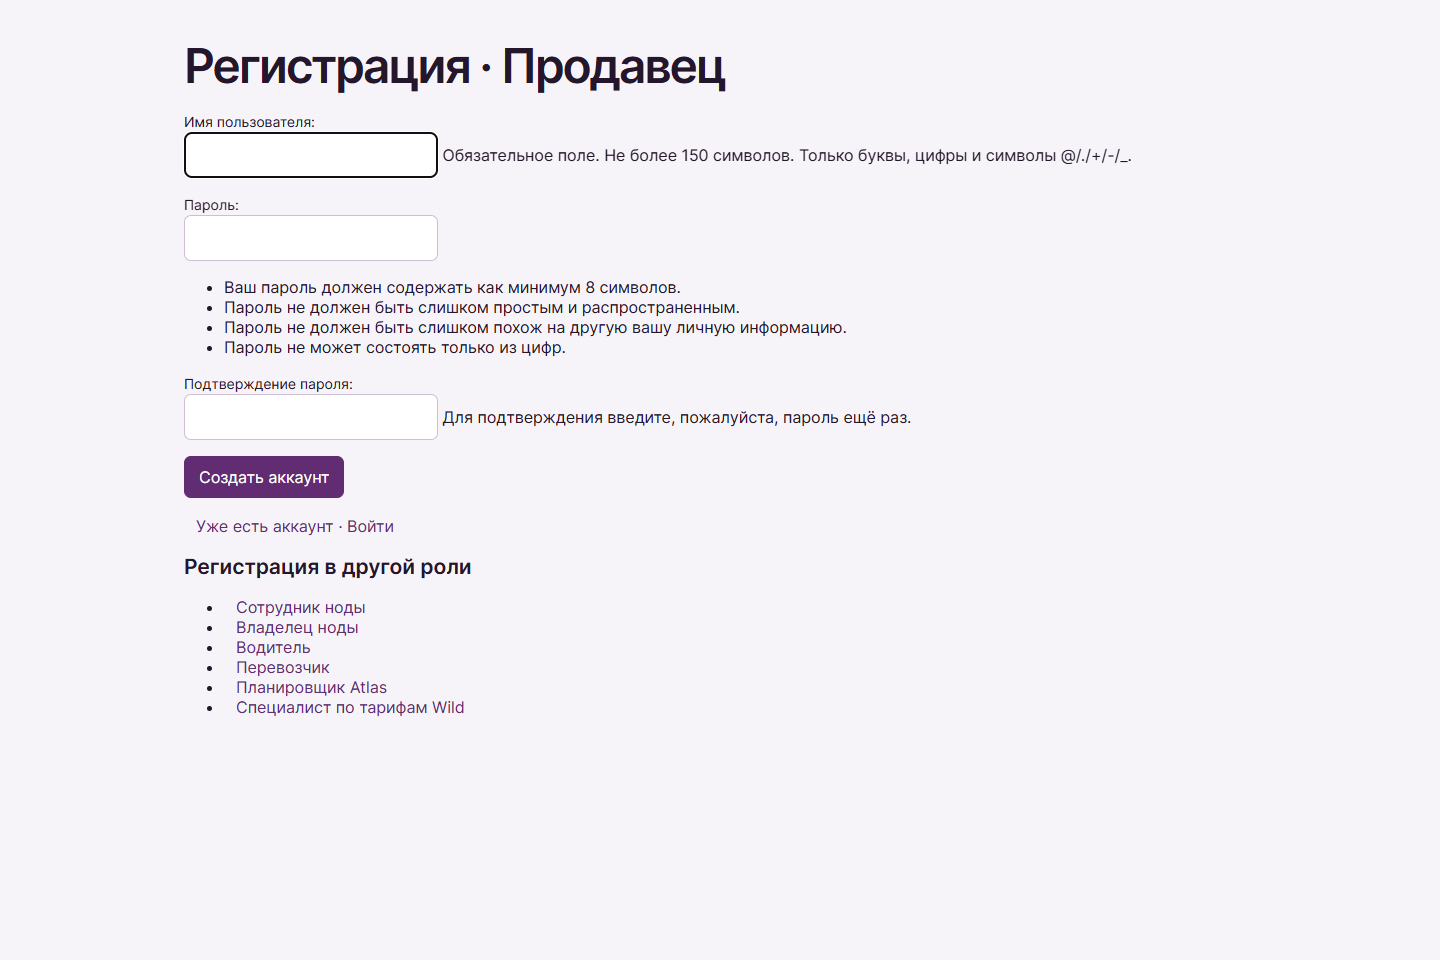 Регистрация · Продавец
Имя пользователя:
Обязательное поле. Не более 150 символов. Только буквы, цифры и символы @/./+/-/_.
Пароль:
Ваш пароль должен содержать как минимум 8 символов.
Пароль не должен быть слишком простым и распространенным.
Пароль не должен быть слишком похож на другую вашу личную информацию.
Пароль не может состоять только из цифр.
Подтверждение пароля:
Для подтверждения введите, пожалуйста, пароль ещё раз.
Создать аккаунт
Уже есть аккаунт · Войти
Регистрация в другой роли
Сотрудник ноды
Владелец ноды
Водитель
Перевозчик
Планировщик Atlas
Специалист по тарифам Wild